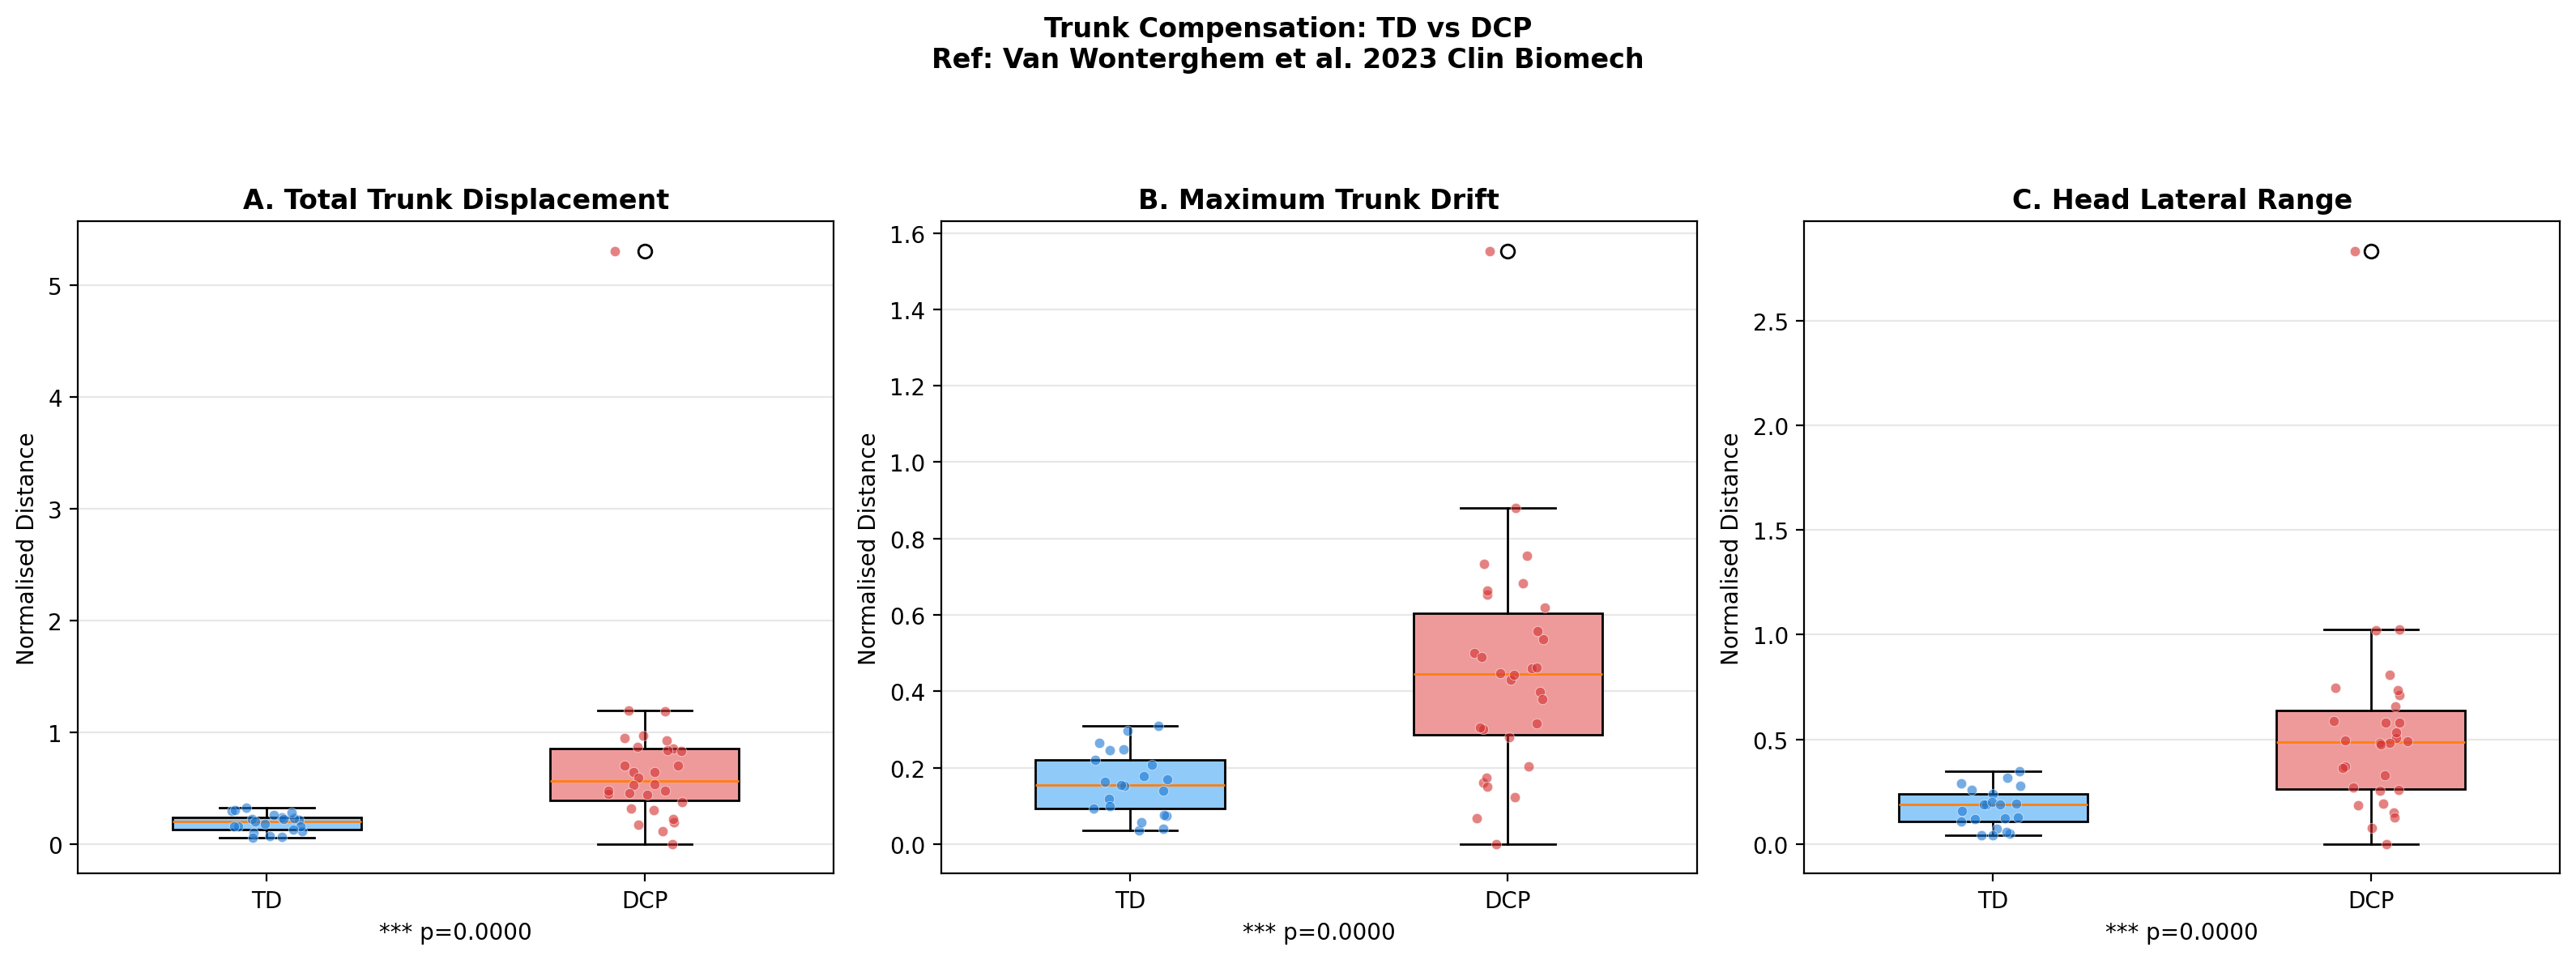 Trunk Compensation: TD vs DCP
Ref: Van Wonterghem et al. 2023 Clin Biomech
A. Total Trunk Displacement
Normalised Distance
5
4
3
2
1
0
TD
DCP
*** p=0.0000
B. Maximum Trunk Drift
Normalised Distance
1.6
1.4
1.2
1.0
0.8
0.6
0.4
0.2
0.0
TD
DCP
*** p=0.0000
C. Head Lateral Range
Normalised Distance
2.5
2.0
1.5
1.0
0.5
0.0
TD
DCP
*** p=0.0000